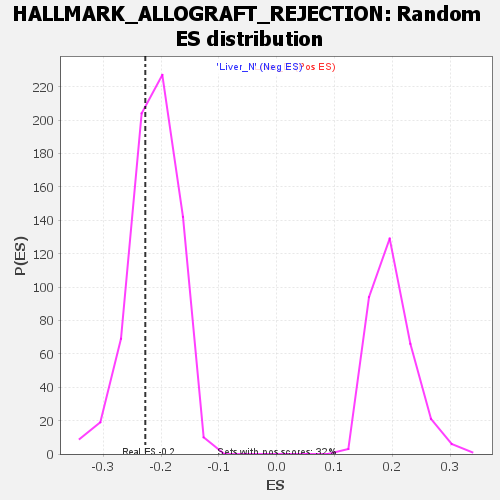 HALLMARK_ALLOGRAFT_REJECTION: Random
ES distribution
'Liver_N' (Neg ES) Pos ES)
220
200
180
160
140
120
100
80
60
40
20
0
P(ES)
Real ES -0.2
Sets with pos scores: 32%
-0.3 -0.2 -0.1 0.0 0.1 0.2 0.3
ES